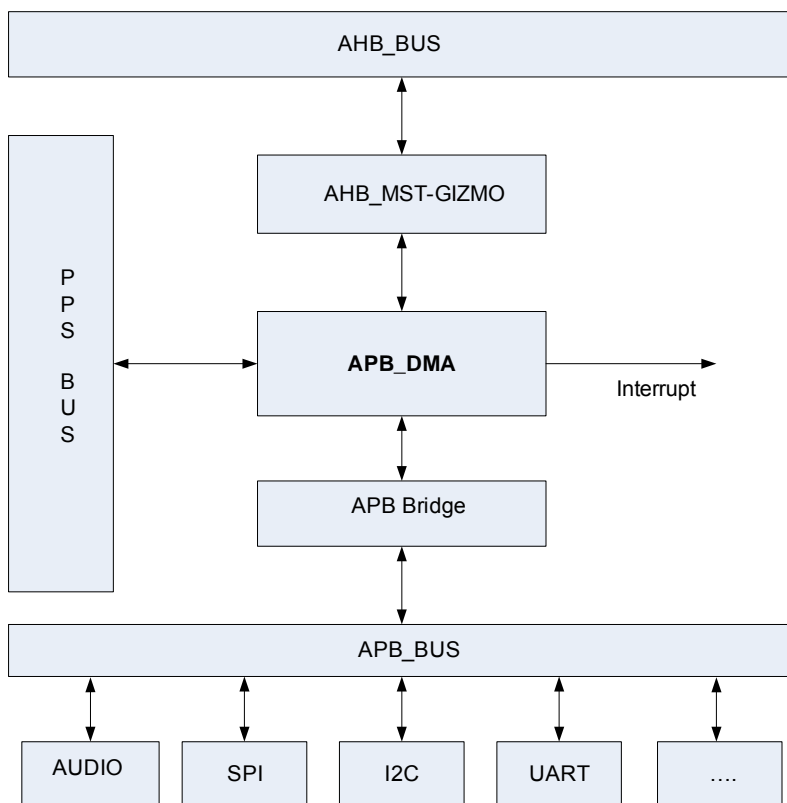 AHB_BUS
AHB_MST-GIZMO
P
P
S
B
U
S
APB_DMA
Interrupt
APB Bridge
APB_BUS
AUDIO
SPI
I2C
UART
....